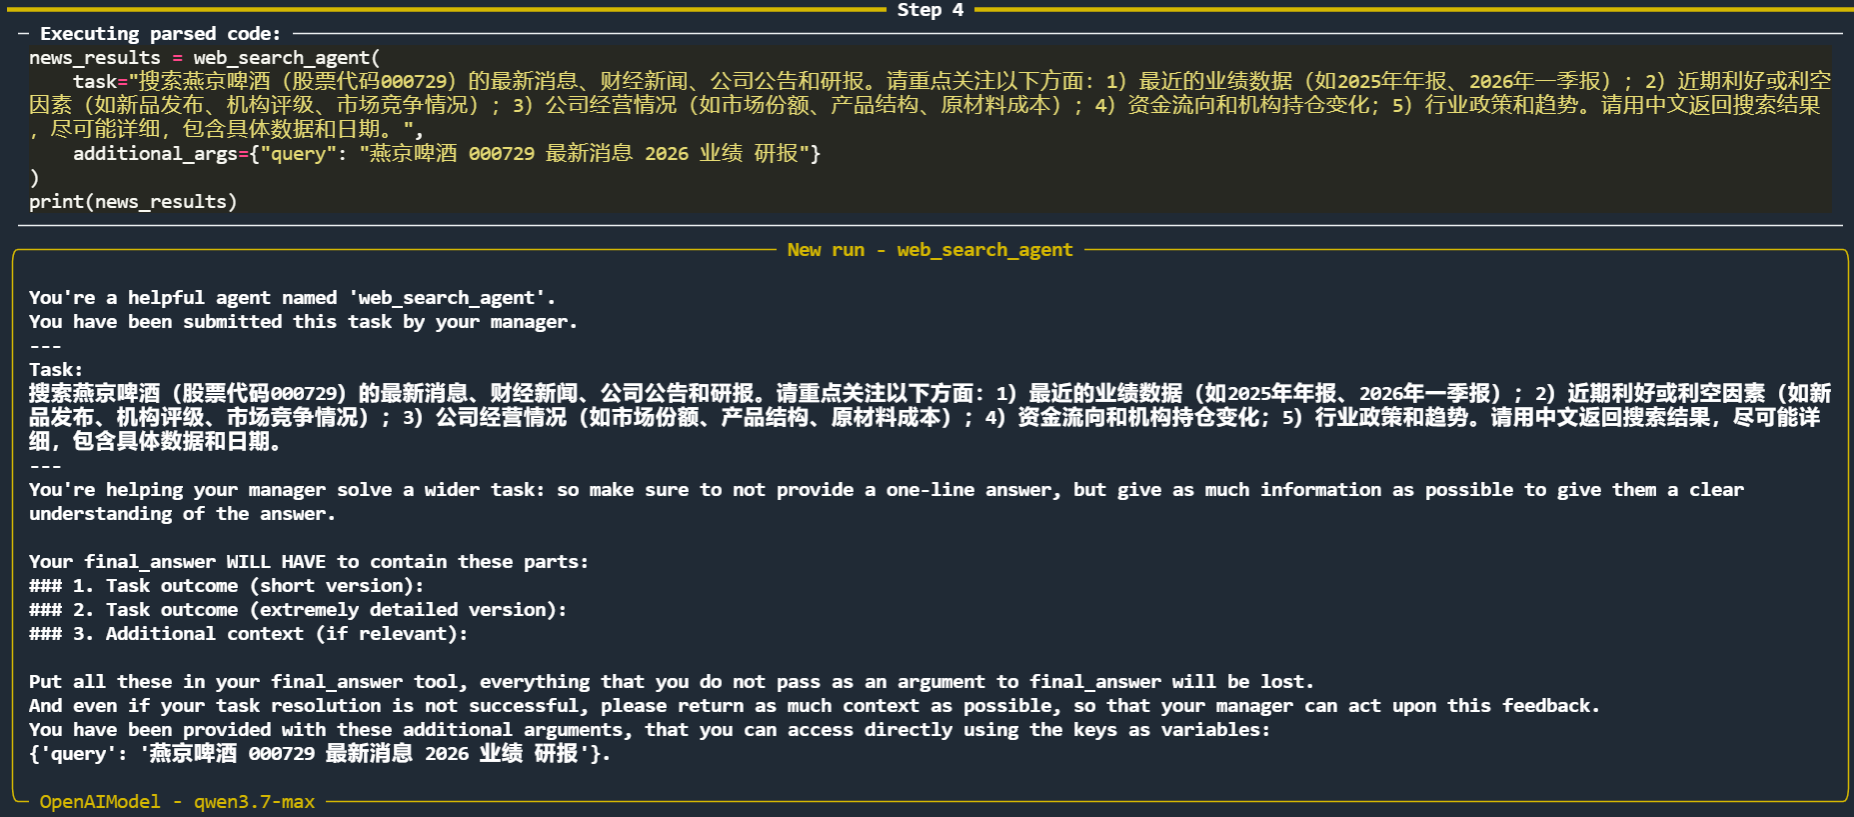 Step 4
Executing parsed code:
news_results = web_search_agent(
    task="搜索燕京啤酒（股票代码000729）的最新消息、财经新闻、公司公告和研报。请重点关注以下方面：1）最近的业绩数据（如2025年年报、2026年一季报）；2）近期利好或利空
因素（如新品发布、机构评级、市场竞争情况）；3）公司经营情况（如市场份额、产品结构、原材料成本）；4）资金流向和机构持仓变化；5）行业政策和趋势。请用中文返回搜索结果
，尽可能详细，包含具体数据和日期。",
    additional_args={"query": "燕京啤酒 000729 最新消息 2026 业绩 研报"}
)
print(news_results)
New run - web_search_agent
You're a helpful agent named 'web_search_agent'.
You have been submitted this task by your manager.
---
Task:
搜索燕京啤酒（股票代码000729）的最新消息、财经新闻、公司公告和研报。请重点关注以下方面：1）最近的业绩数据（如2025年年报、2026年一季报）；2）近期利好或利空因素（如新
品发布、机构评级、市场竞争情况）；3）公司经营情况（如市场份额、产品结构、原材料成本）；4）资金流向和机构持仓变化；5）行业政策和趋势。请用中文返回搜索结果，尽可能详
细，包含具体数据和日期。
---
You're helping your manager solve a wider task: so make sure to not provide a one-line answer, but give as much information as possible to give them a clear
understanding of the answer.
Your final_answer WILL HAVE to contain these parts:
### 1. Task outcome (short version):
### 2. Task outcome (extremely detailed version):
### 3. Additional context (if relevant):
Put all these in your final_answer tool, everything that you do not pass as an argument to final_answer will be lost.
And even if your task resolution is not successful, please return as much context as possible, so that your manager can act upon this feedback.
You have been provided with these additional arguments, that you can access directly using the keys as variables:
{'query': '燕京啤酒 000729 最新消息 2026 业绩 研报'}.
OpenAIModel - qwen3.7-max